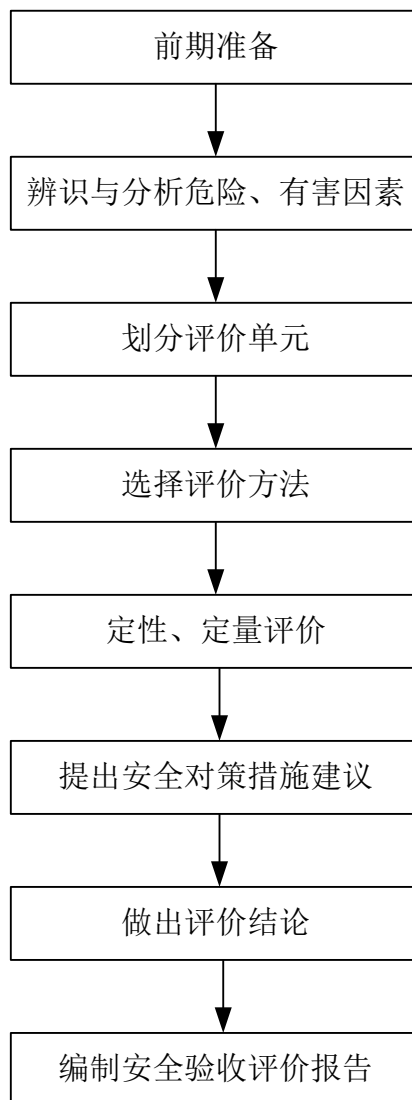 前期准备
辨识与分析危险、有害因素
划分评价单元
选择评价方法
定性、定量评价
提出安全对策措施建议
做出评价结论
编制安全验收评价报告